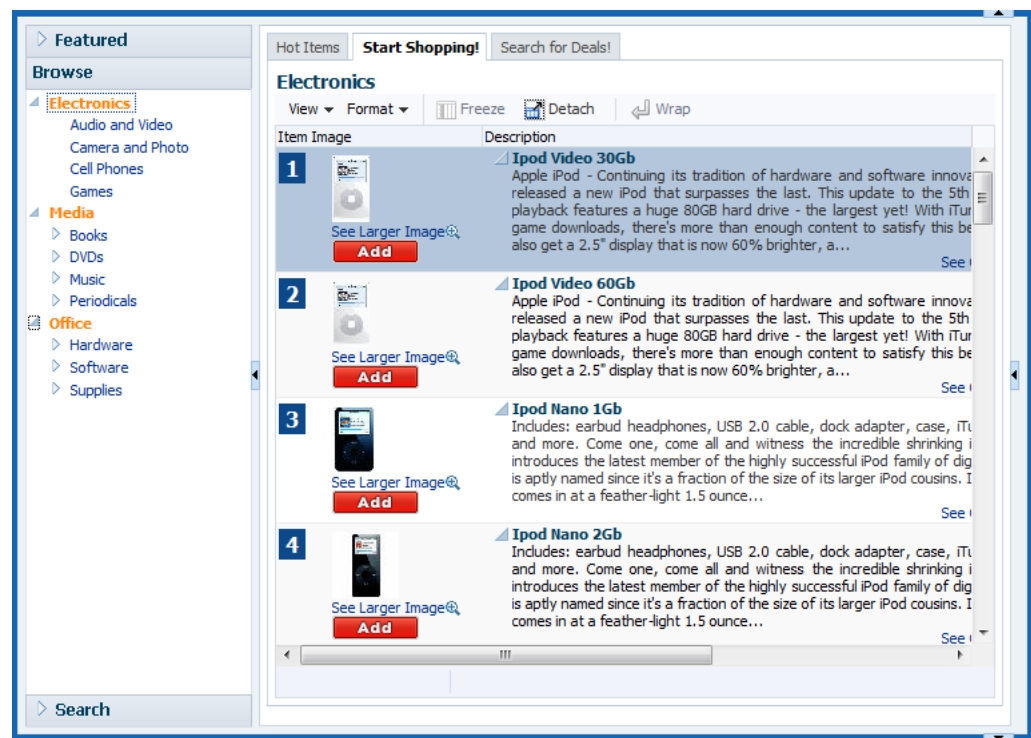 Featured
Browse
Electronics
Audio and Video
Camera and Photo
Cell Phones
Games
Media
Books
DVDs
Music
Periodicals
Office
Hardware
Software
Supplies
Search
Hot Items Start Shopping! Search for Deals!
Electronics
View Format Freeze Detach Wrap
Item Image Description
1
Ipod Video 30Gb
Apple iPod - Continuing its tradition of hardware and software innova
released a new iPod that surpasses the last. This update to the 5th
playback features a huge 80GB hard drive - the largest yet! With iTun
game downloads, there's more than enough content to satisfy this be
also get a 2.5" display that is now 60% brighter, a...
See Larger Image
Add
See
2
Ipod Video 60Gb
Apple iPod - Continuing its tradition of hardware and software innova
released a new iPod that surpasses the last. This update to the 5th
playback features a huge 80GB hard drive - the largest yet! With iTun
game downloads, there's more than enough content to satisfy this be
also get a 2.5" display that is now 60% brighter, a...
See Larger Image
Add
See
3
Ipod Nano 1Gb
Includes: earbud headphones, USB 2.0 cable, dock adapter, case, iTu
and more. Come one, come all and witness the incredible shrinking i
introduces the latest member of the highly successful iPod family of dig
is aptly named since it's a fraction of the size of its larger iPod cousins. I
comes in at a feather-light 1.5 ounce...
See Larger Image
Add
See
4
Ipod Nano 2Gb
Includes: earbud headphones, USB 2.0 cable, dock adapter, case, iTu
and more. Come one, come all and witness the incredible shrinking i
introduces the latest member of the highly successful iPod family of dig
is aptly named since it's a fraction of the size of its larger iPod cousins. I
comes in at a feather-light 1.5 ounce...
See Larger Image
Add
See